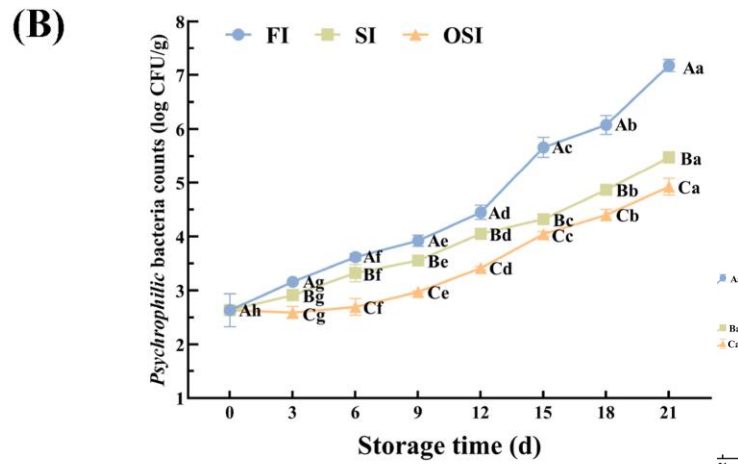 (B)
FI SI OSI
Psychrophilic bacteria counts (log CFU/g)
8
7
6
5
4
3
2
1
Aa
Ab
Ac
Ba
Ca
Bb
Cb
Ad
Bc
Cc
Bd
Ae
Af
Be
Cd
Bf
Ag
Bg
Ce
Ah
Cg
Cf
Ba
Ca
0 3 6 9 12 15 18 21
Storage time (d)